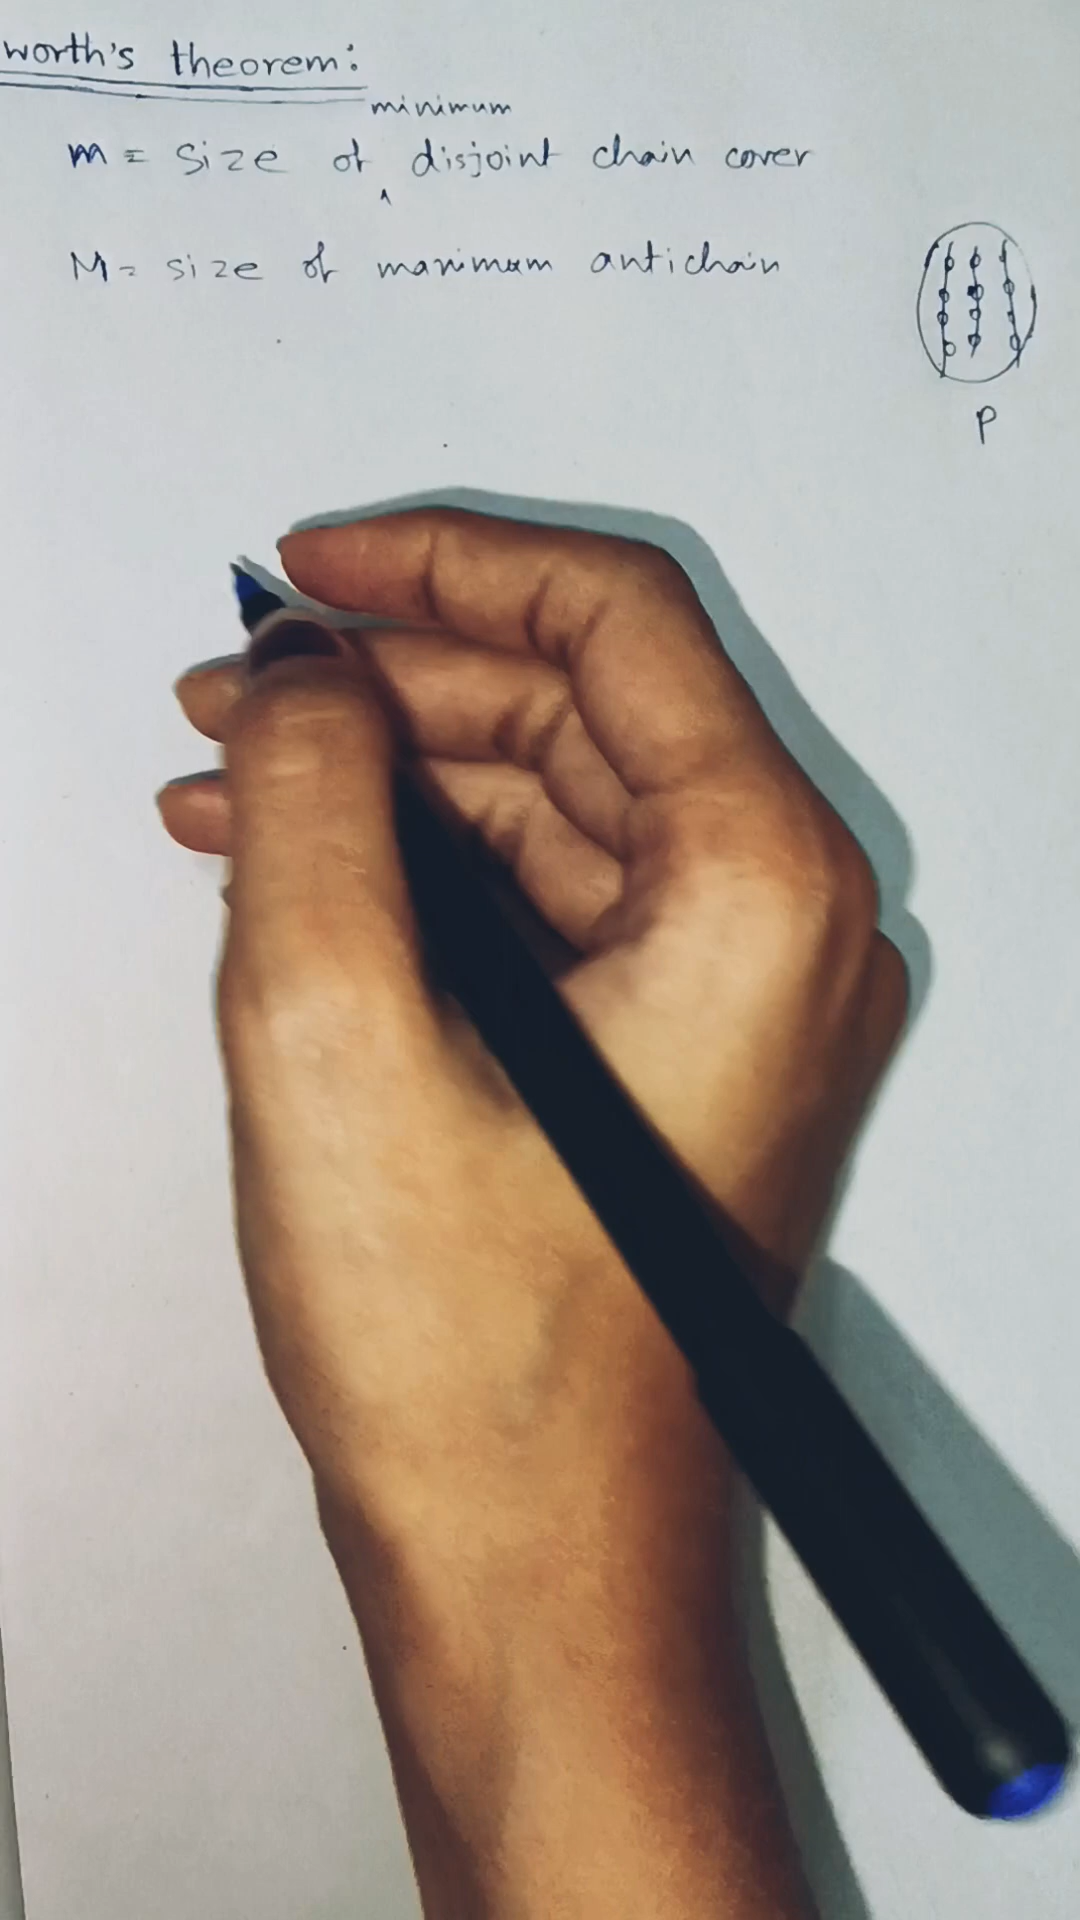 worth's theorem:
minimum
m = size of ‸ disjoint chain cover
M = size of maximum antichain
P